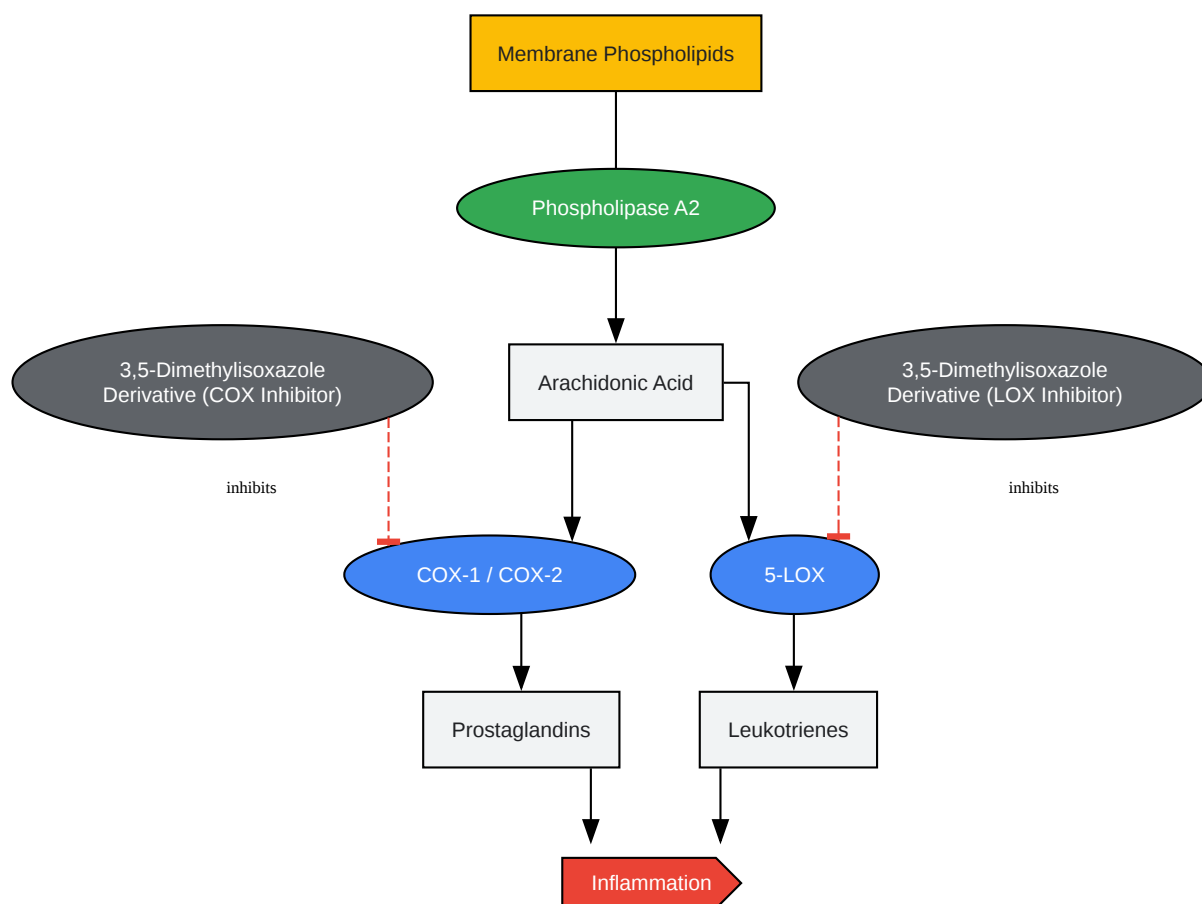 Membrane Phospholipids
Phospholipase A2
3,5-Dimethylisoxazole
Derivative (COX Inhibitor)
Arachidonic Acid
3,5-Dimethylisoxazole
Derivative (LOX Inhibitor)
inhibits
inhibits
COX-1 / COX-2
5-LOX
Prostaglandins
Leukotrienes
Inflammation